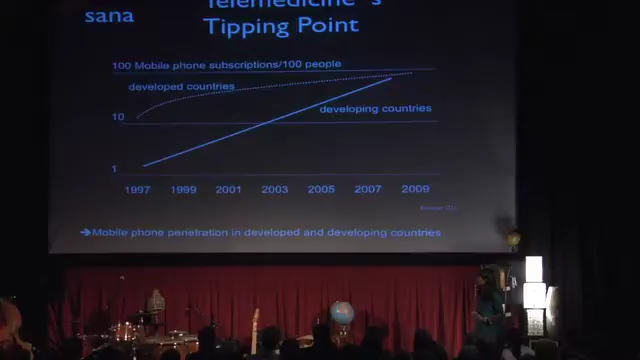 sana
Telemedicine's
Tipping Point
100 Mobile phone subscriptions/100 people
developed countries
developing countries
10
1
1997 1999 2001 2003 2005 2007 2009
➔Mobile phone penetration in developed and developing countries